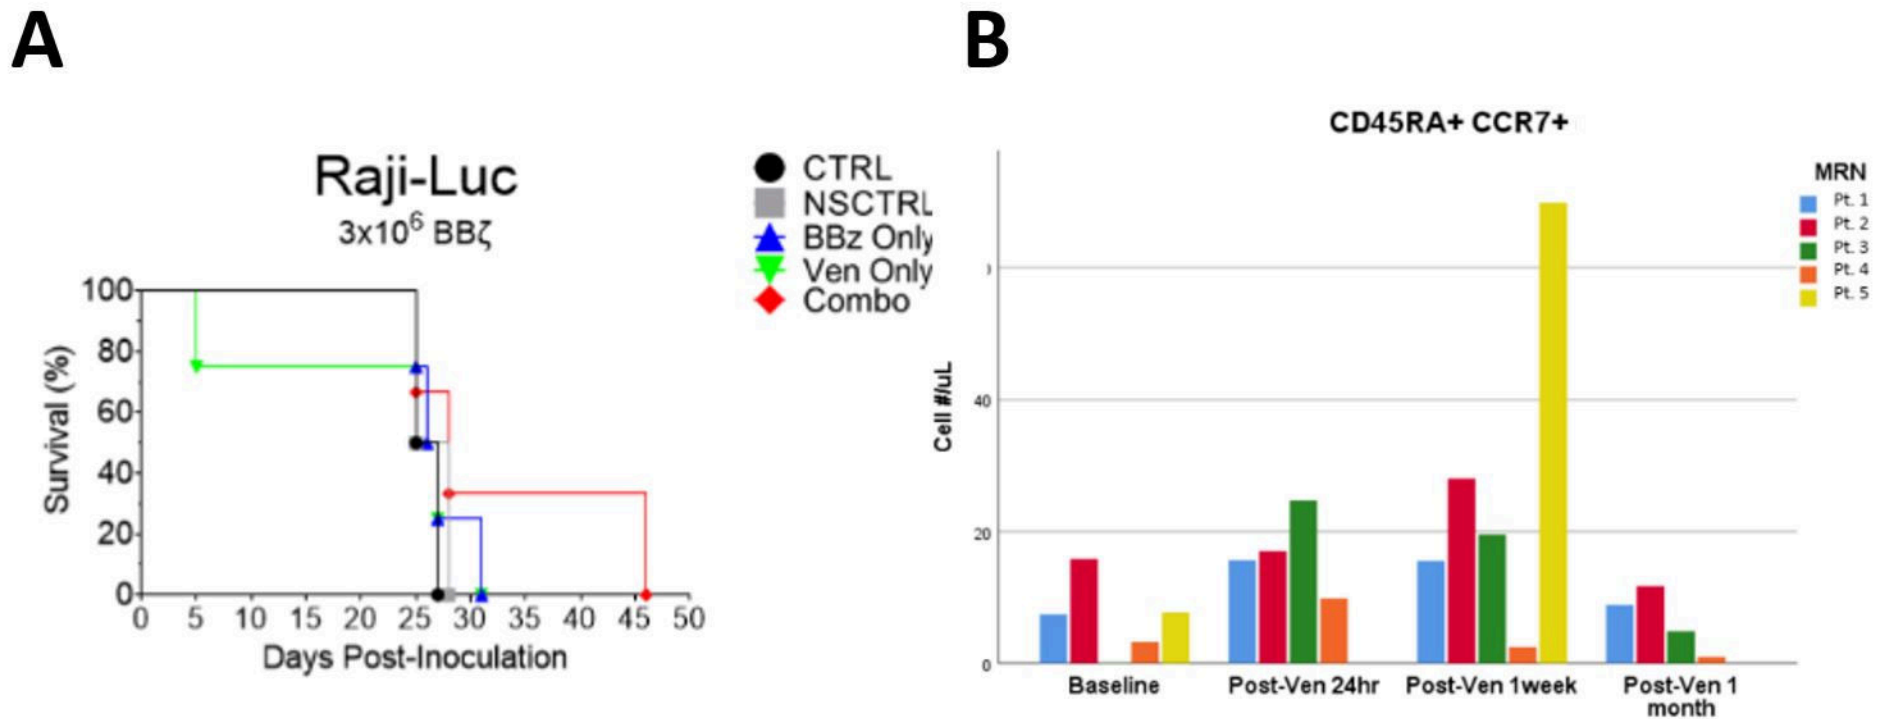 A
B
Raji-Luc
3x10⁶ BBζ
CTRL
NSCTRL
BBz Only
Ven Only
Combo
100
80
60
40
20
0
Survival (%)
0 5 10 15 20 25 30 35 40 45 50
Days Post-Inoculation
CD45RA+ CCR7+
MRN
Pt. 1
Pt. 2
Pt. 3
Pt. 4
Pt. 5
Cell #/uL
40
20
0
Baseline Post-Ven 24hr Post-Ven 1week Post-Ven 1
month